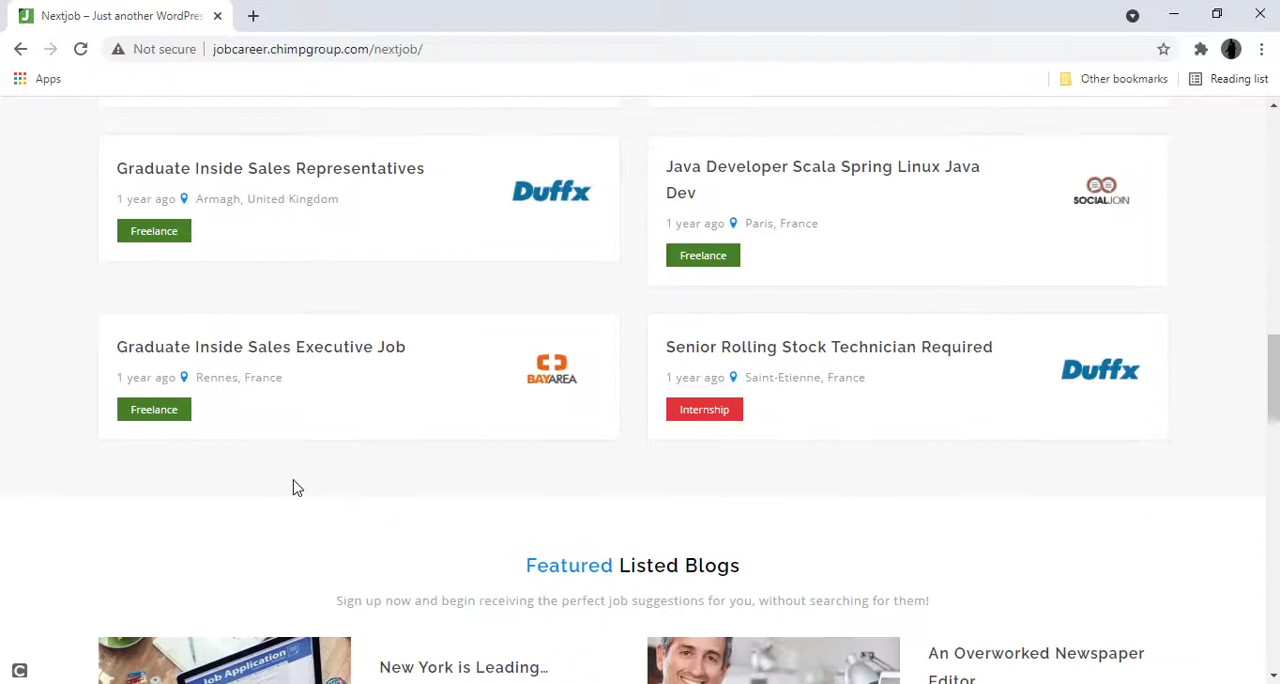 Nextjob – Just another WordPres
Not secure
jobcareer.chimpgroup.com/nextjob/
Apps
Other bookmarks
Reading list
Graduate Inside Sales Representatives
1 year ago
Armagh, United Kingdom
Freelance
Duffx
Java Developer Scala Spring Linux Java
Dev
1 year ago
Paris, France
Freelance
SOCIALJOIN
Graduate Inside Sales Executive Job
1 year ago
Rennes, France
Freelance
BAYAREA
Senior Rolling Stock Technician Required
1 year ago
Saint-Etienne, France
Internship
Duffx
Featured Listed Blogs
Sign up now and begin receiving the perfect job suggestions for you, without searching for them!
Job Application
New York is Leading…
An Overworked Newspaper
Editor